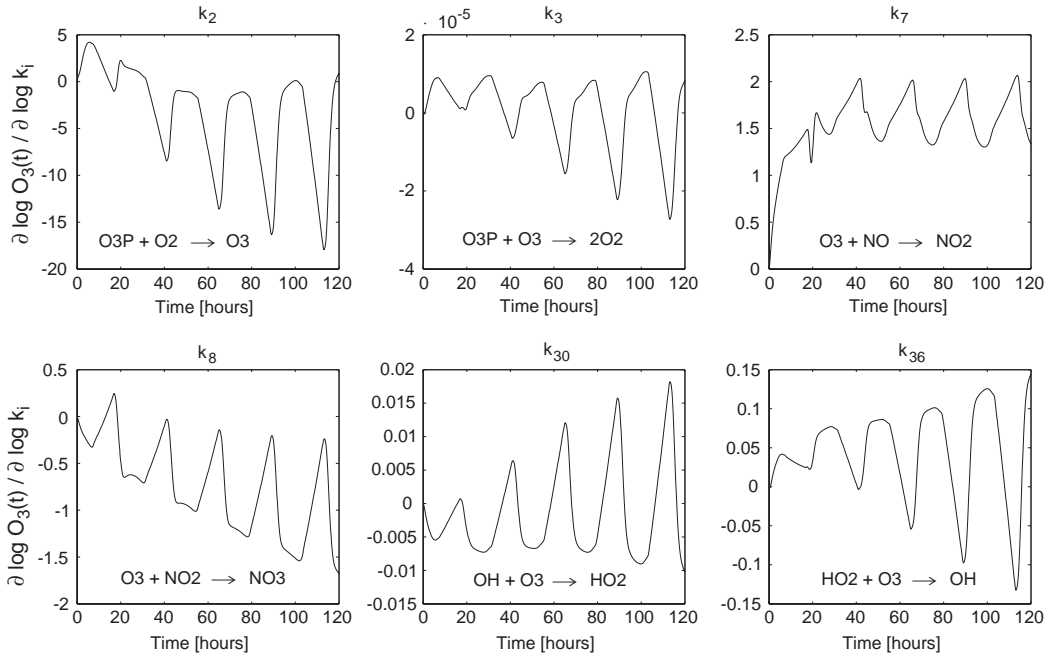 k2
∂ log O3(t) / ∂ log ki
5
0
-5
-10
-15
-20
0 20 40 60 80 100 120
O3P + O2 → O3
Time [hours]
k3
· 10-5
2
0
-2
-4
0 20 40 60 80 100 120
O3P + O3 → 2O2
Time [hours]
k7
2.5
2
1.5
1
0.5
0
0 20 40 60 80 100 120
O3 + NO → NO2
Time [hours]
k8
∂ log O3(t) / ∂ log ki
0.5
0
-0.5
-1
-1.5
-2
0 20 40 60 80 100 120
O3 + NO2 → NO3
Time [hours]
k30
0.02
0.015
0.01
0.005
0
-0.005
-0.01
-0.015
0 20 40 60 80 100 120
OH + O3 → HO2
Time [hours]
k36
0.15
0.1
0.05
0
-0.05
-0.1
-0.15
0 20 40 60 80 100 120
HO2 + O3 → OH
Time [hours]